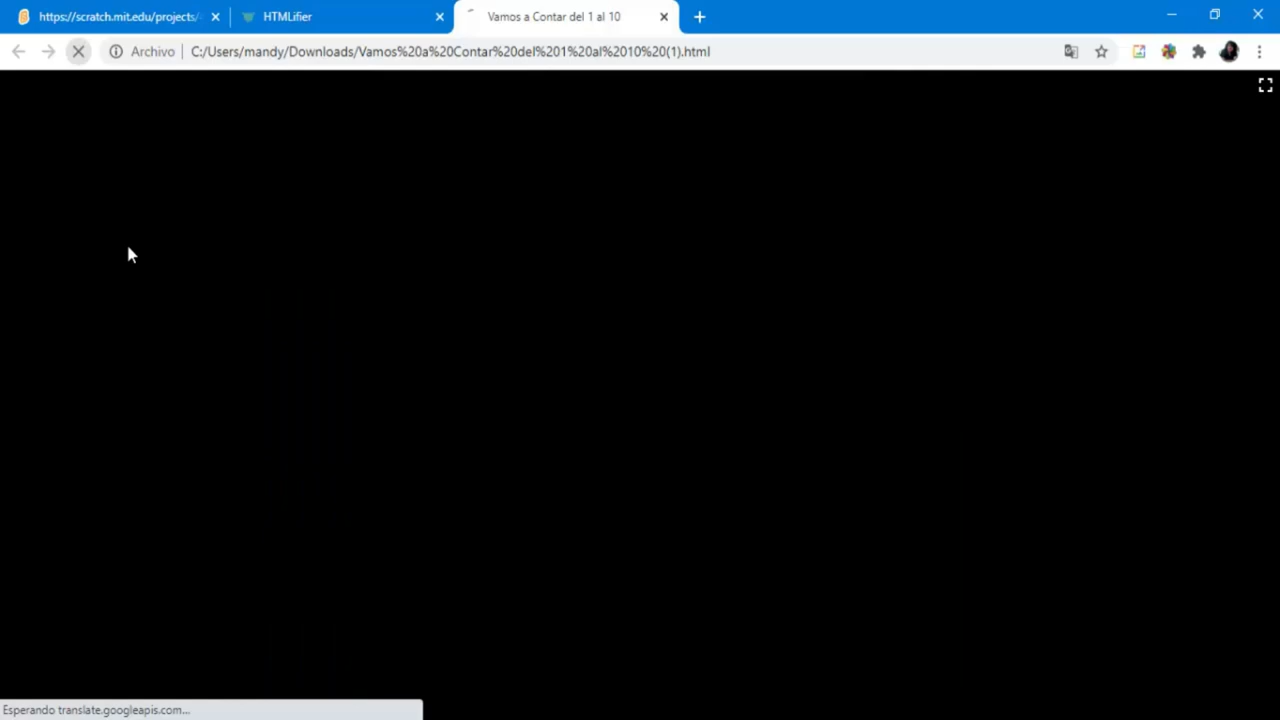 https://scratch.mit.edu/projects/
HTMLifier
Vamos a Contar del 1 al 10
Archivo
C:/Users/mandy/Downloads/Vamos%20a%20Contar%20del%201%20al%2010%20(1).html
Esperando translate.googleapis.com...